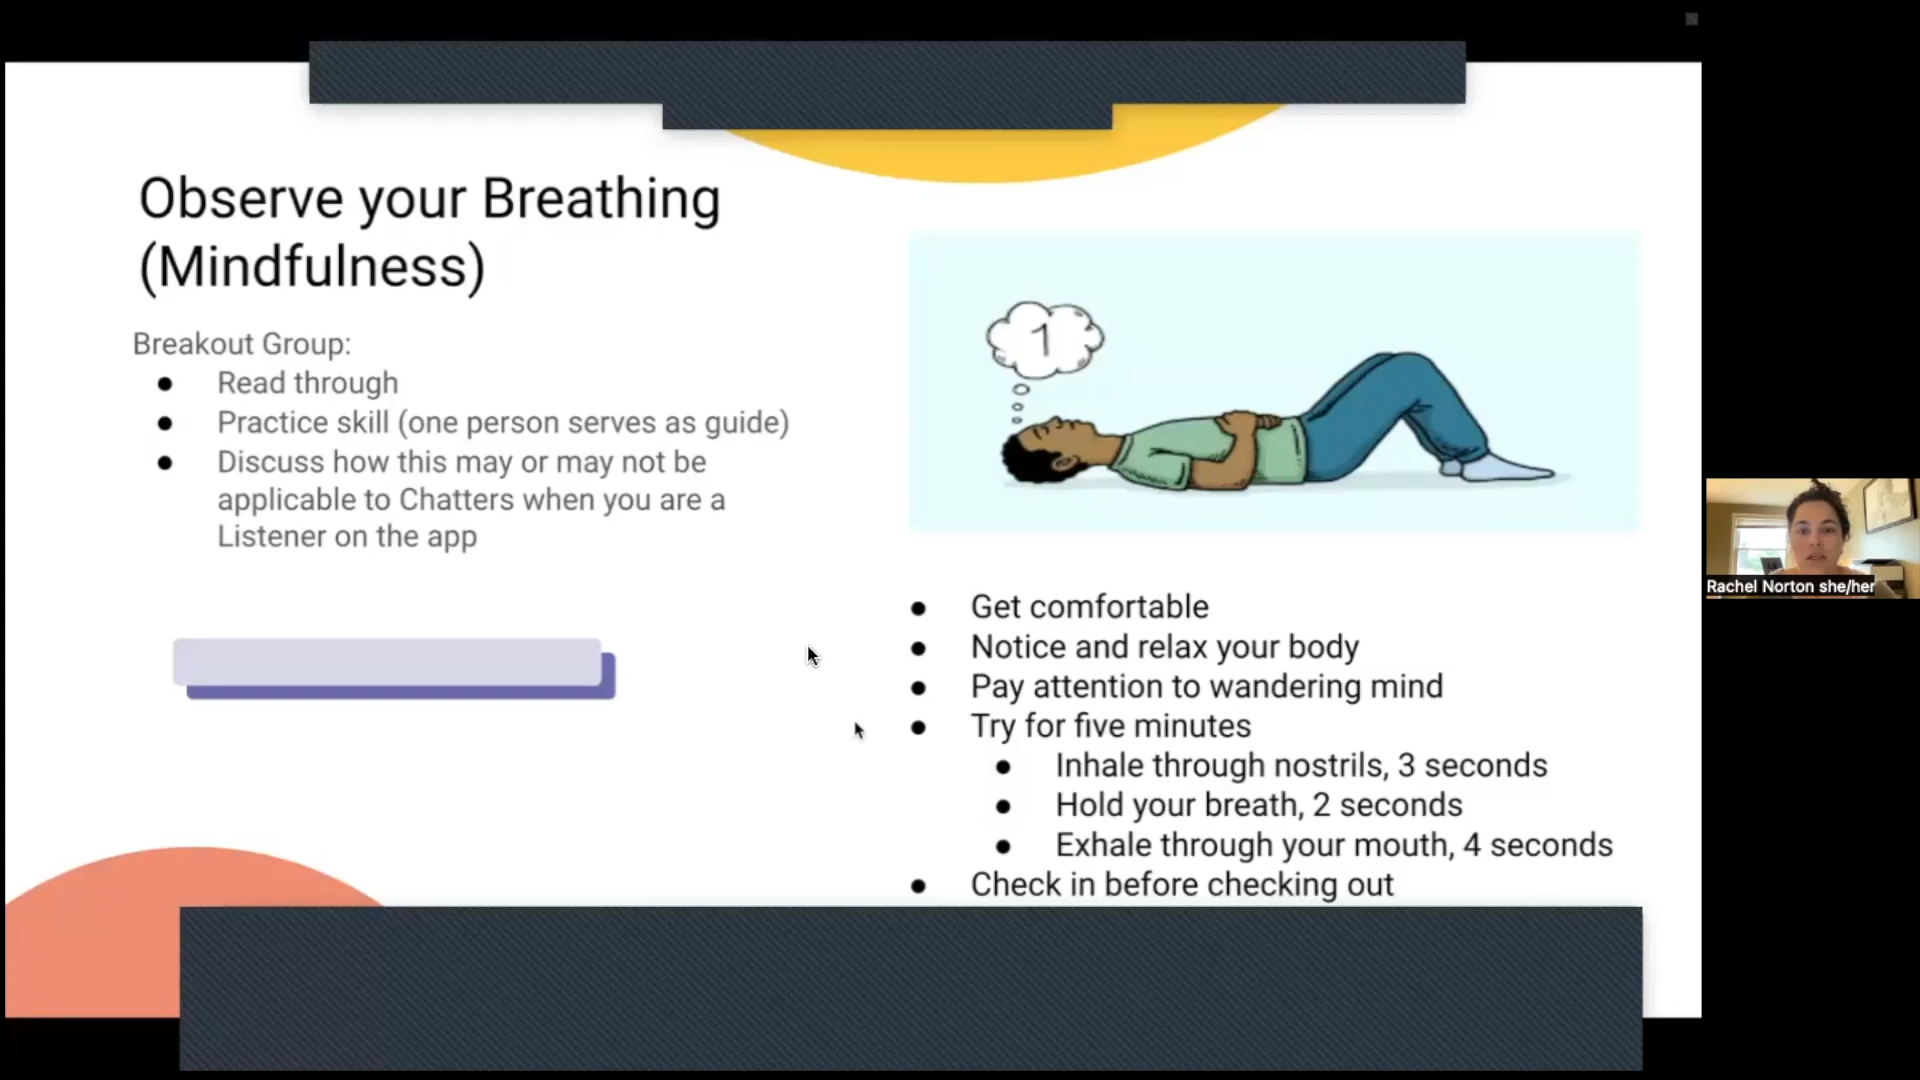 Observe your Breathing
(Mindfulness)
Breakout Group:
● Read through
● Practice skill (one person serves as guide)
● Discuss how this may or may not be
applicable to Chatters when you are a
Listener on the app
1
● Get comfortable
● Notice and relax your body
● Pay attention to wandering mind
● Try for five minutes
● Inhale through nostrils, 3 seconds
● Hold your breath, 2 seconds
● Exhale through your mouth, 4 seconds
● Check in before checking out
Rachel Norton she/her